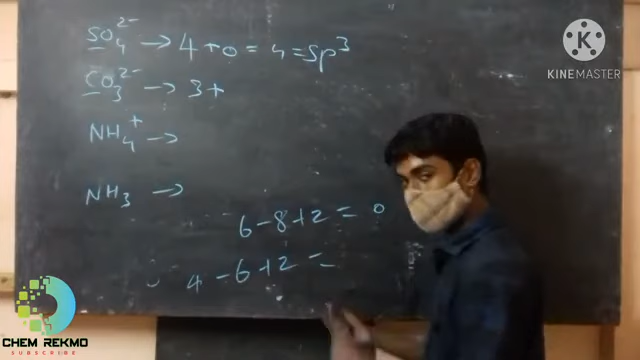 SO₄²⁻ → 4 + 0 = 4 = sp³
CO₃²⁻ → 3 +
NH₄⁺ →
NH₃ →
6 - 8 + 2 = 0
4 - 6 + 2 =
K
KINEMASTER
CHEM REKMO
SUBSCRIBE